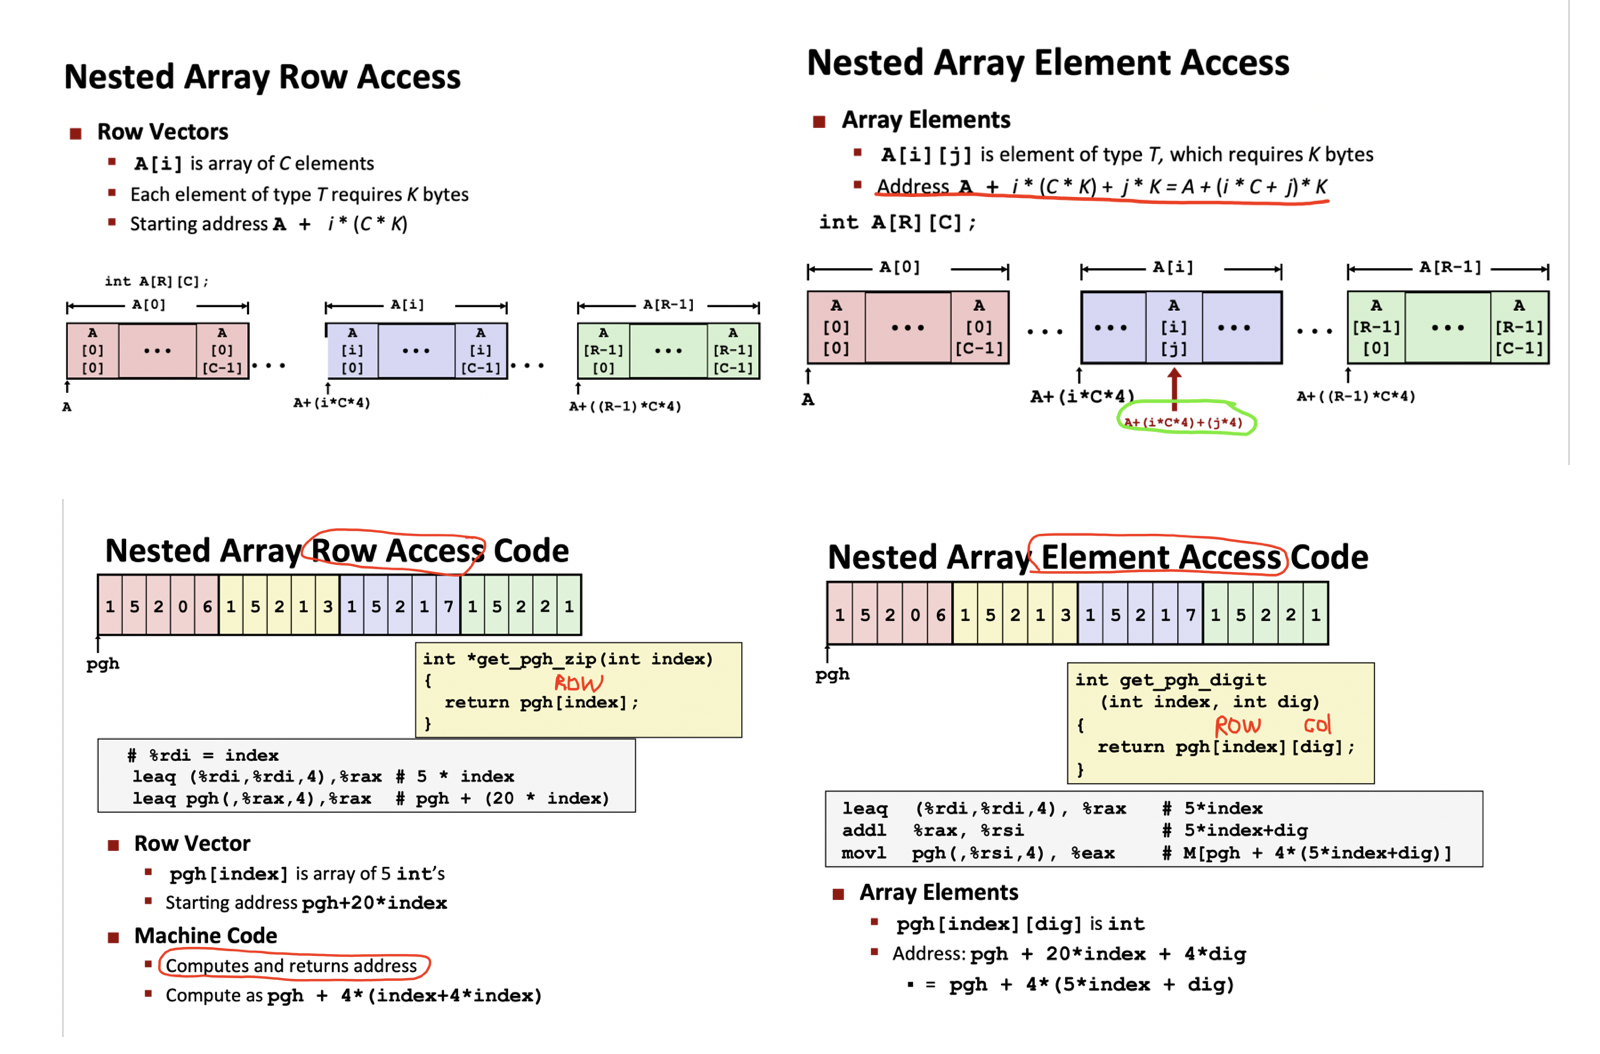 Nested Array Row Access
■ Row Vectors
▪ A[i] is array of C elements
▪ Each element of type T requires K bytes
▪ Starting address A + i * (C * K)
int A[R][C];
A[0] A[i] A[R-1]
A A A A A A
[0] ••• [0] [i] ••• [i] [R-1] ••• [R-1]
[0] [C-1] ••• [0] [C-1] ••• [0] [C-1]
A A+(i*C*4) A+((R-1)*C*4)
Nested Array Element Access
■ Array Elements
▪ A[i][j] is element of type T, which requires K bytes
▪ Address A + i * (C * K) + j * K = A + (i * C + j)* K
int A[R][C];
A[0] A[i] A[R-1]
A A A A A
[0] ••• [0] ••• ••• [i] ••• ••• [R-1] ••• [R-1]
[0] [C-1] [j] [0] [C-1]
A A+(i*C*4) A+((R-1)*C*4)
A+(i*C*4)+(j*4)
Nested Array Row Access Code
1 5 2 0 6 1 5 2 1 3 1 5 2 1 7 1 5 2 2 1
pgh
int *get_pgh_zip(int index)
{
ROW
return pgh[index];
}
# %rdi = index
leaq (%rdi,%rdi,4),%rax # 5 * index
leaq pgh(,%rax,4),%rax # pgh + (20 * index)
■ Row Vector
▪ pgh[index] is array of 5 int's
▪ Starting address pgh+20*index
■ Machine Code
▪ Computes and returns address
▪ Compute as pgh + 4*(index+4*index)
Nested Array Element Access Code
1 5 2 0 6 1 5 2 1 3 1 5 2 1 7 1 5 2 2 1
pgh
int get_pgh_digit
(int index, int dig)
{
ROW col
return pgh[index][dig];
}
leaq (%rdi,%rdi,4), %rax # 5*index
addl %rax, %rsi # 5*index+dig
movl pgh(,%rsi,4), %eax # M[pgh + 4*(5*index+dig)]
■ Array Elements
▪ pgh[index][dig] is int
▪ Address: pgh + 20*index + 4*dig
▪ = pgh + 4*(5*index + dig)